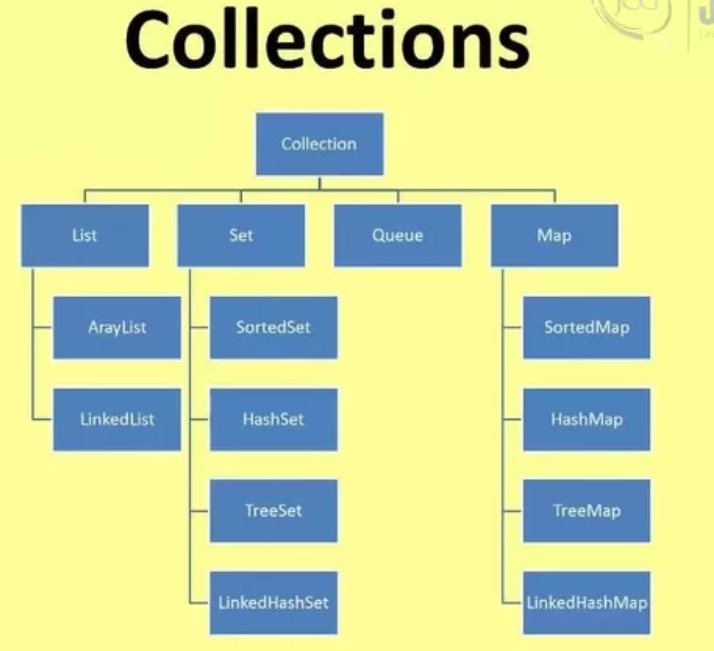 Collections
Collection
List
Set
Queue
Map
ArayList
SortedSet
SortedMap
LinkedList
HashSet
HashMap
TreeSet
TreeMap
LinkedHashSet
LinkedHashMap